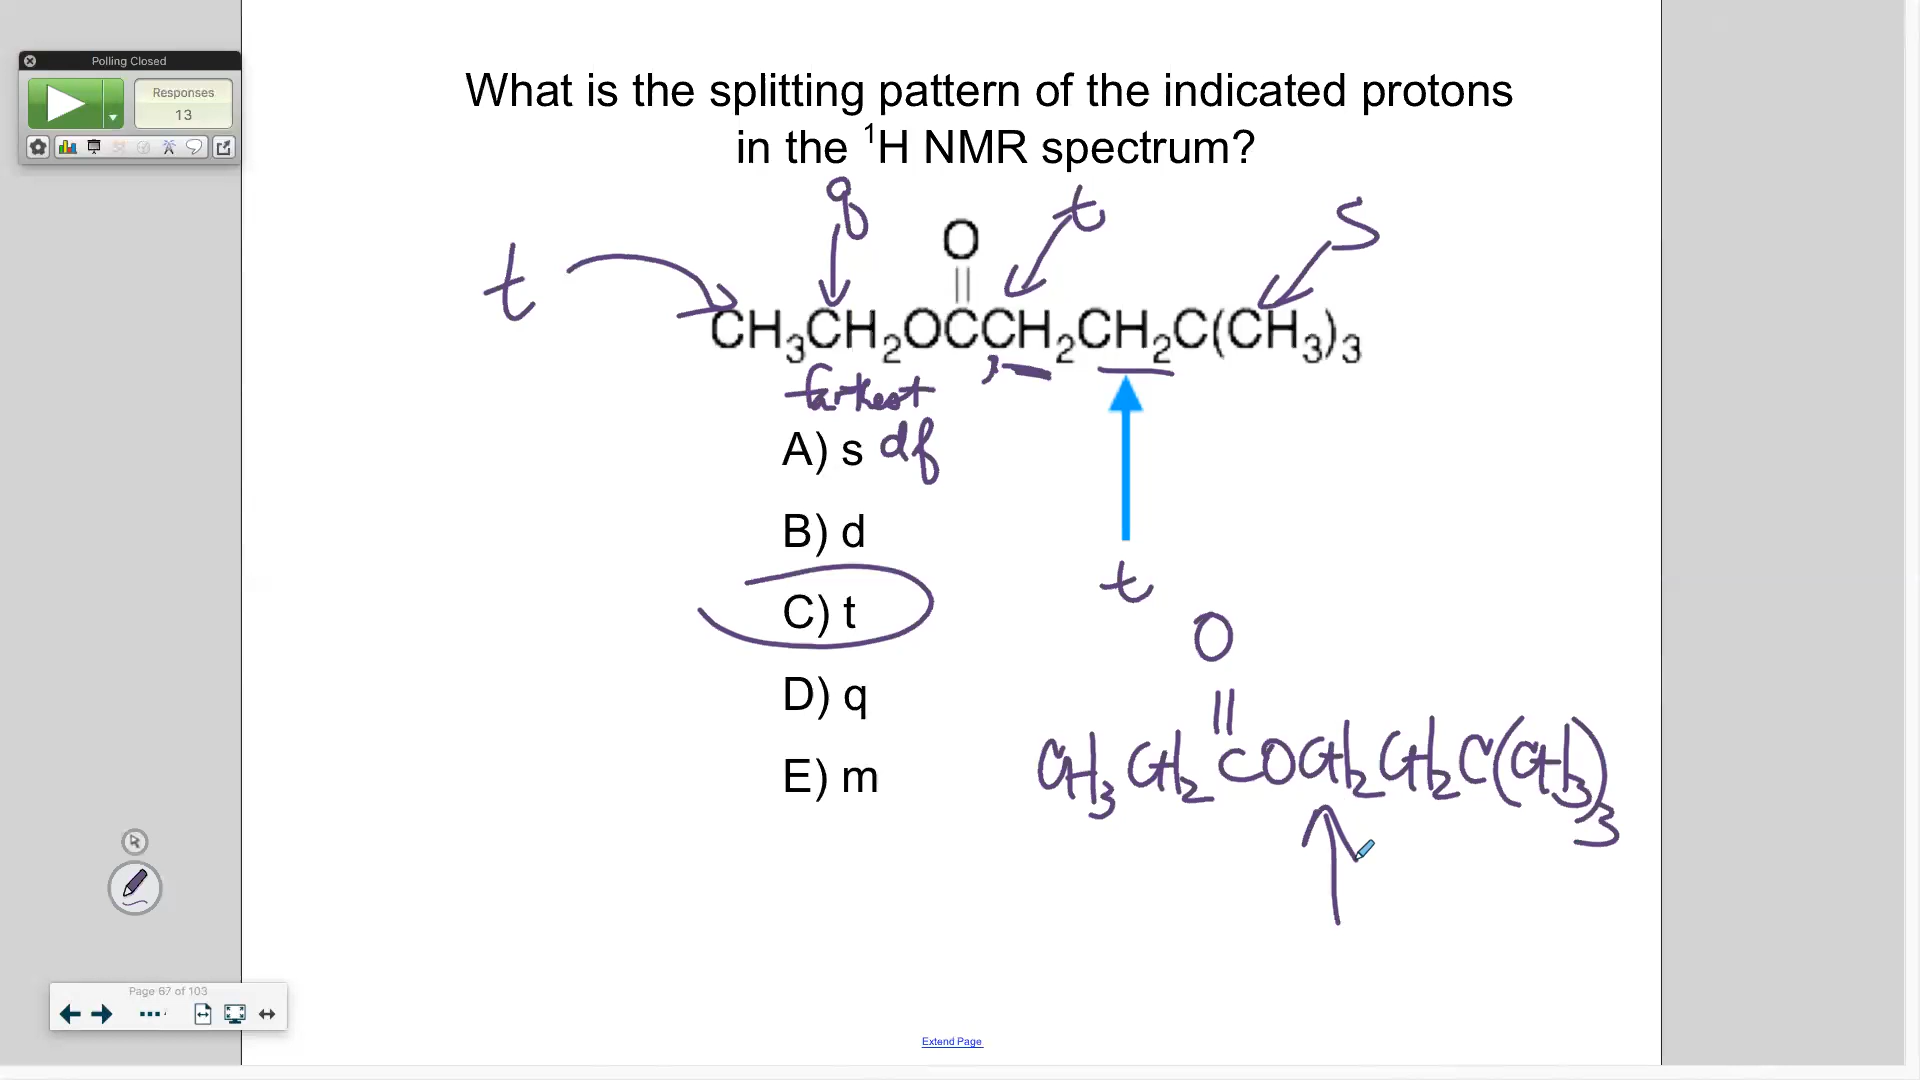 Polling Closed
Responses
13
What is the splitting pattern of the indicated protons
in the ¹H NMR spectrum?
t
q
t
s
O
||
CH₃CH₂OCCH₂CH₂C(CH₃)₃
farthest
df
A) s
B) d
C) t
D) q
E) m
t
O
||
CH₃CH₂COCH₂CH₂C(CH₃)₃
Page 67 of 103
Extend Page